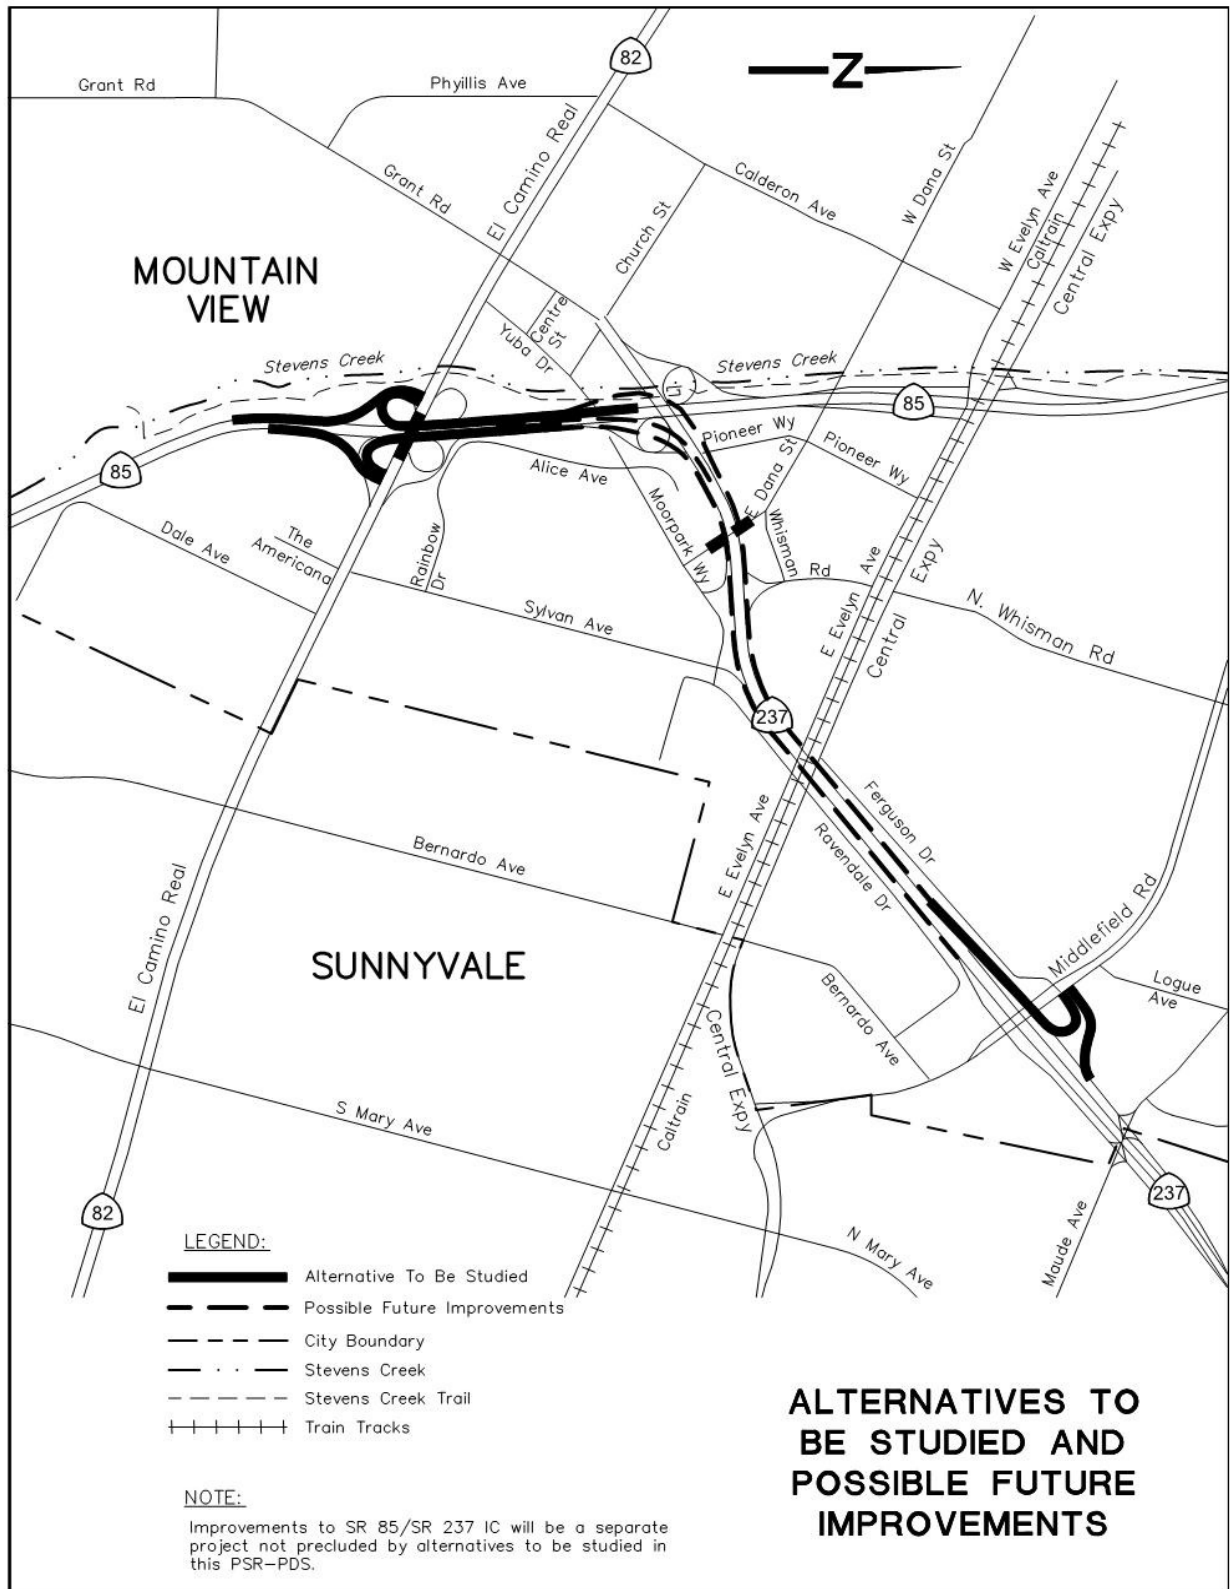 82
Z
Grant Rd
Phyillis Ave
El Camino Real
Grant Rd
Church St
Calderon Ave
W Dana St
W Evelyn Ave
Caltrain
Central Expy
MOUNTAIN
VIEW
Centre
St
Yuba Dr
Stevens Creek
Stevens Creek
85
85
Pioneer Wy
Pioneer Wy
Alice Ave
E Dana St
Moorpark Wy
Whisman
Rd
Dale Ave
The
Americana
Rainbow
Dr
Sylvan Ave
E Evelyn Ave
Central Expy
N. Whisman Rd
237
Ferguson Dr
Ravendale Dr
E Evelyn Ave
Bernardo Ave
El Camino Real
SUNNYVALE
Middlefield Rd
Logue
Ave
Bernardo Ave
Central Expy
Caltrain
S Mary Ave
82
237
N Mary Ave
Maude Ave
LEGEND:
Alternative To Be Studied
Possible Future Improvements
City Boundary
Stevens Creek
Stevens Creek Trail
Train Tracks
NOTE:
Improvements to SR 85/SR 237 IC will be a separate
project not precluded by alternatives to be studied in
this PSR-PDS.
ALTERNATIVES TO
BE STUDIED AND
POSSIBLE FUTURE
IMPROVEMENTS